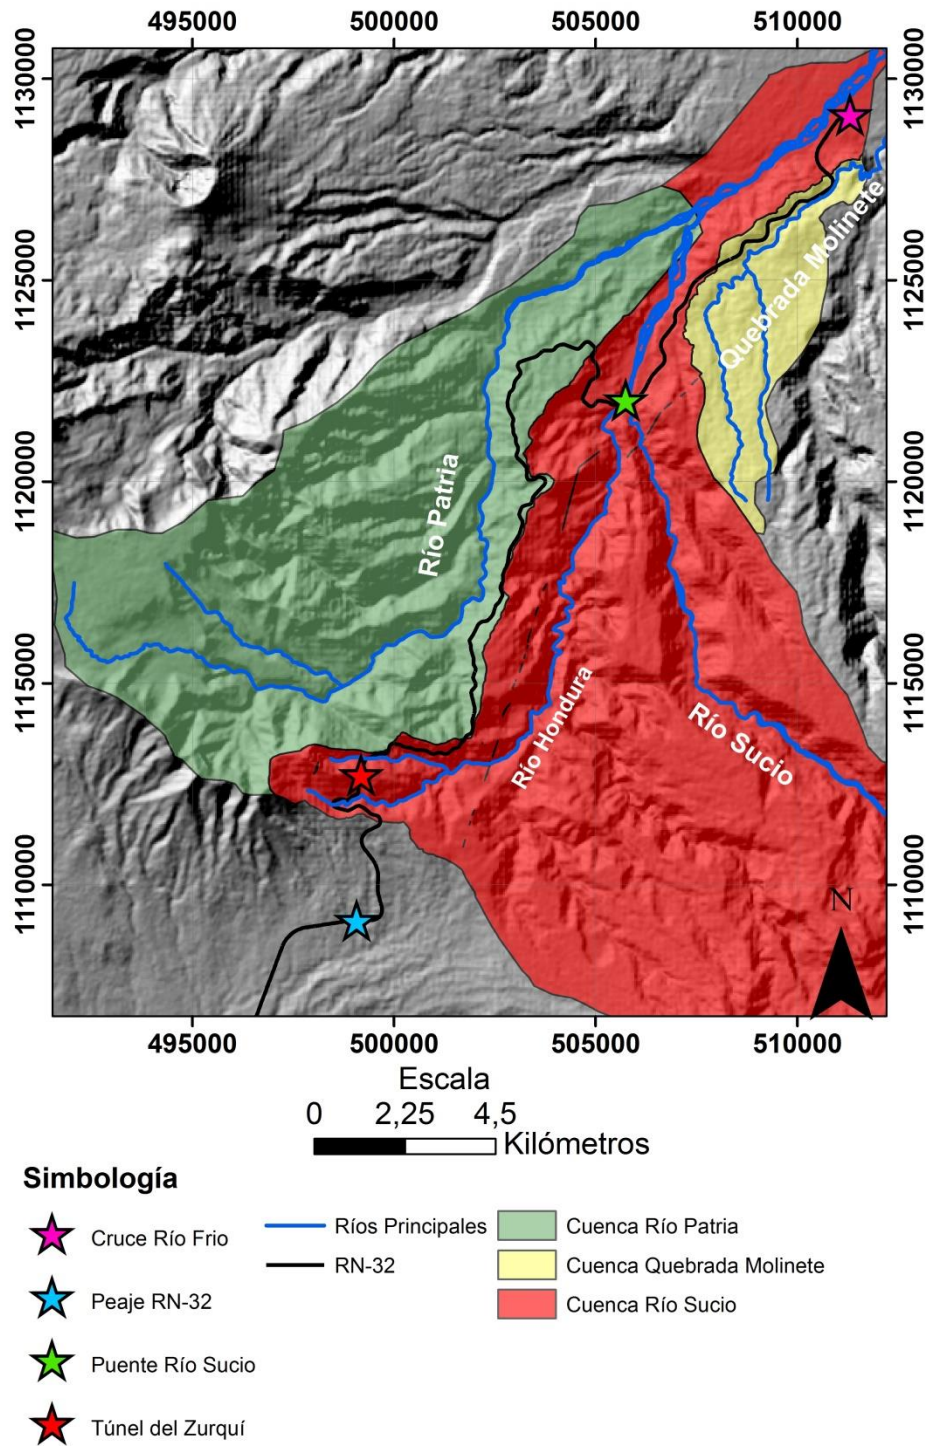 495000 500000 505000 510000
1130000 1130000
1125000 1125000
1120000 1120000
1115000 1115000
1110000 1110000
Quebrada Molinete
Río Patria
Río Hondura
Río Sucio
N
495000 500000 505000 510000
Escala
0 2,25 4,5
Kilómetros
Simbología
Cruce Río Frio
Peaje RN-32
Puente Río Sucio
Túnel del Zurquí
Ríos Principales
RN-32
Cuenca Río Patria
Cuenca Quebrada Molinete
Cuenca Río Sucio